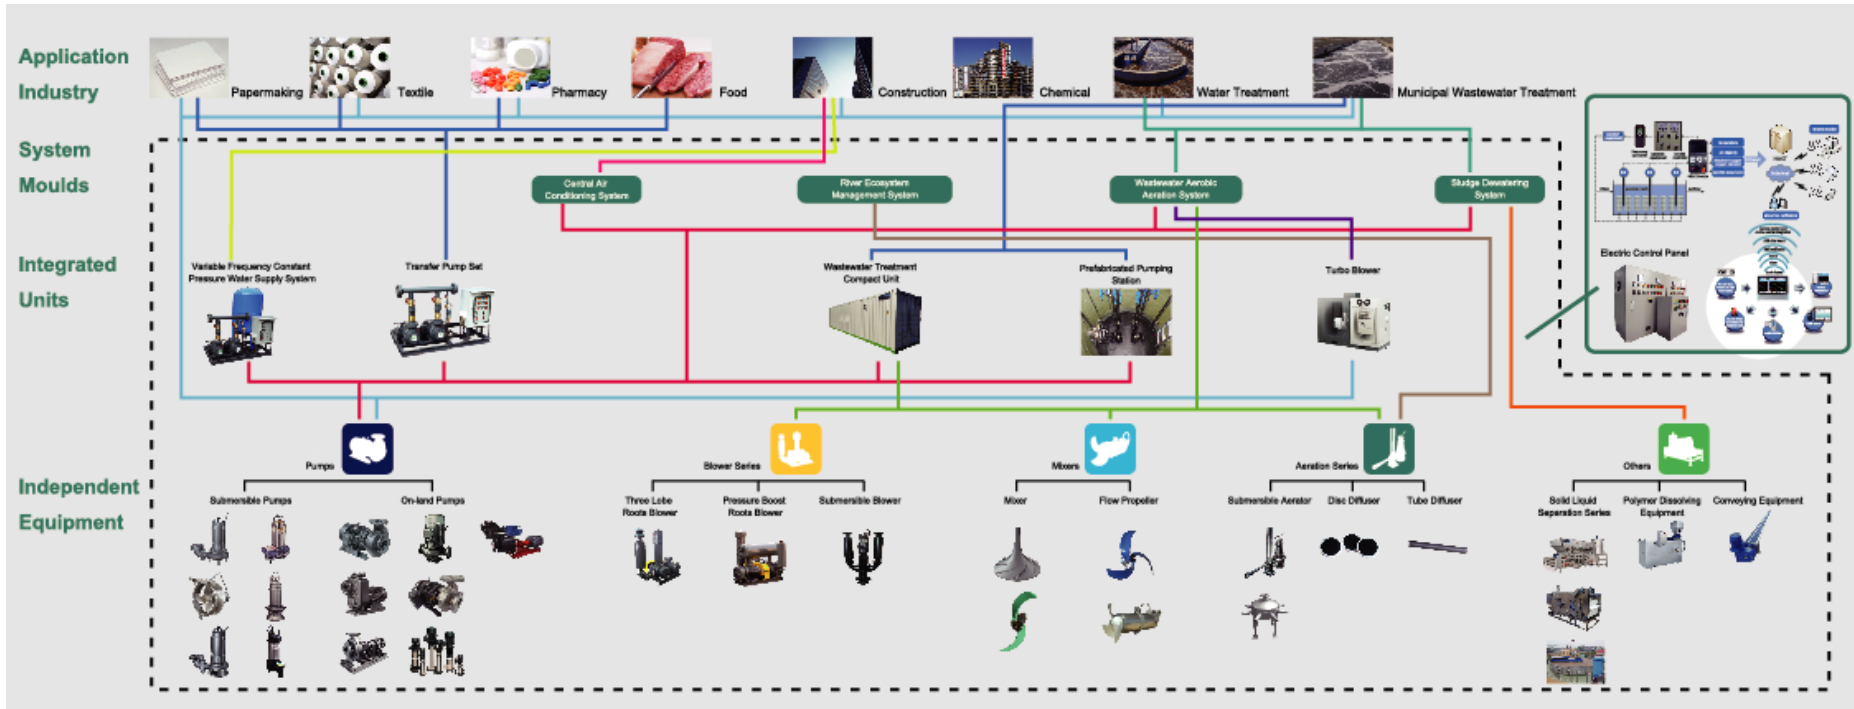 Application
Industry
Papermaking
Textile
Pharmacy
Food
Construction
Chemical
Water Treatment
Municipal Wastewater Treatment
System
Moulds
Central Air
Conditioning System
River Ecosystem
Management System
Wastewater Aerobic
Aeration System
Sludge Dewatering
System
Electric Control Panel
Integrated
Units
Variable Frequency Constant
Pressure Water Supply System
Transfer Pump Set
Wastewater Treatment
Compact Unit
Prefabricated Pumping
Station
Turbo Blower
Pumps
Blower Series
Mixers
Aeration Series
Others
Independent
Equipment
Submersible Pumps
On-land Pumps
Three Lobe
Roots Blower
Pressure Boost
Roots Blower
Submersible Blower
Mixer
Flow Propeller
Submersible Aerator
Disc Diffuser
Tube Diffuser
Solid Liquid
Separation Series
Polymer Dissolving
Equipment
Conveying Equipment